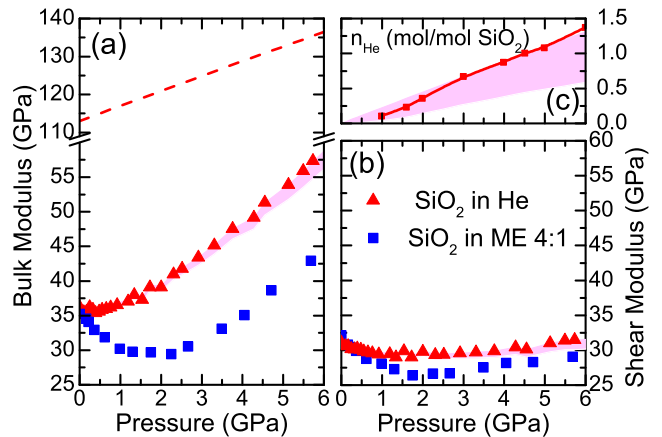 (a)
140
130
120
110
55
50
45
40
35
30
25
Bulk Modulus (GPa)
0 1 2 3 4 5 6
Pressure (GPa)
n_He (mol/mol SiO₂)
(c)
1.5
1.0
0.5
0.0
(b)
SiO₂ in He
SiO₂ in ME 4:1
60
55
50
45
40
35
30
25
Shear Modulus (GPa)
0 1 2 3 4 5 6
Pressure (GPa)